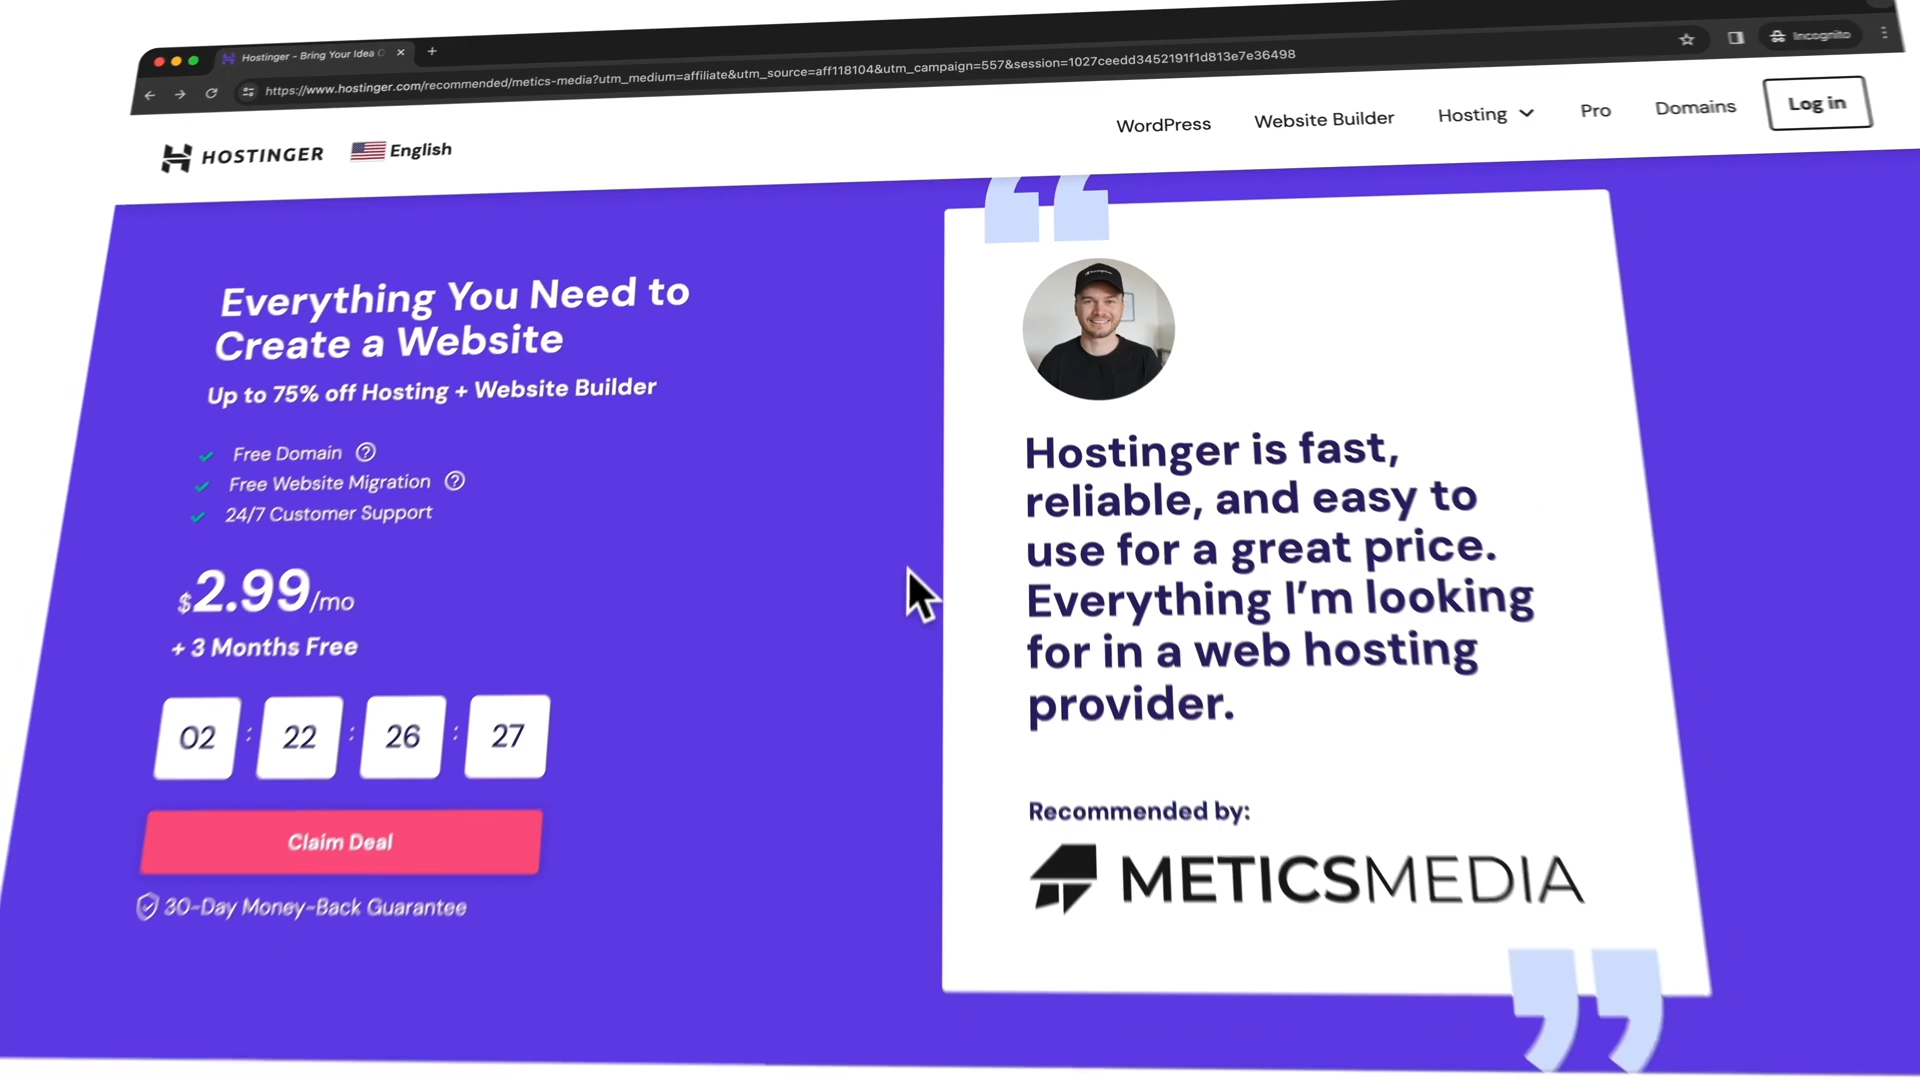 Hostinger - Bring Your Idea
https://www.hostinger.com/recommended/metics-media?utm_medium=affiliate&utm_source=aff118104&utm_campaign=557&session=1027ceedd3452191f1d813e7e36498
Incognito
HOSTINGER
English
WordPress
Website Builder
Hosting
Pro
Domains
Log in
Everything You Need to
Create a Website
Up to 75% off Hosting + Website Builder
Free Domain
Free Website Migration
24/7 Customer Support
$2.99/mo
+ 3 Months Free
02 : 22 : 26 : 27
Claim Deal
30-Day Money-Back Guarantee
“
Hostinger is fast,
reliable, and easy to
use for a great price.
Everything I’m looking
for in a web hosting
provider.
Recommended by:
METICSMEDIA
”